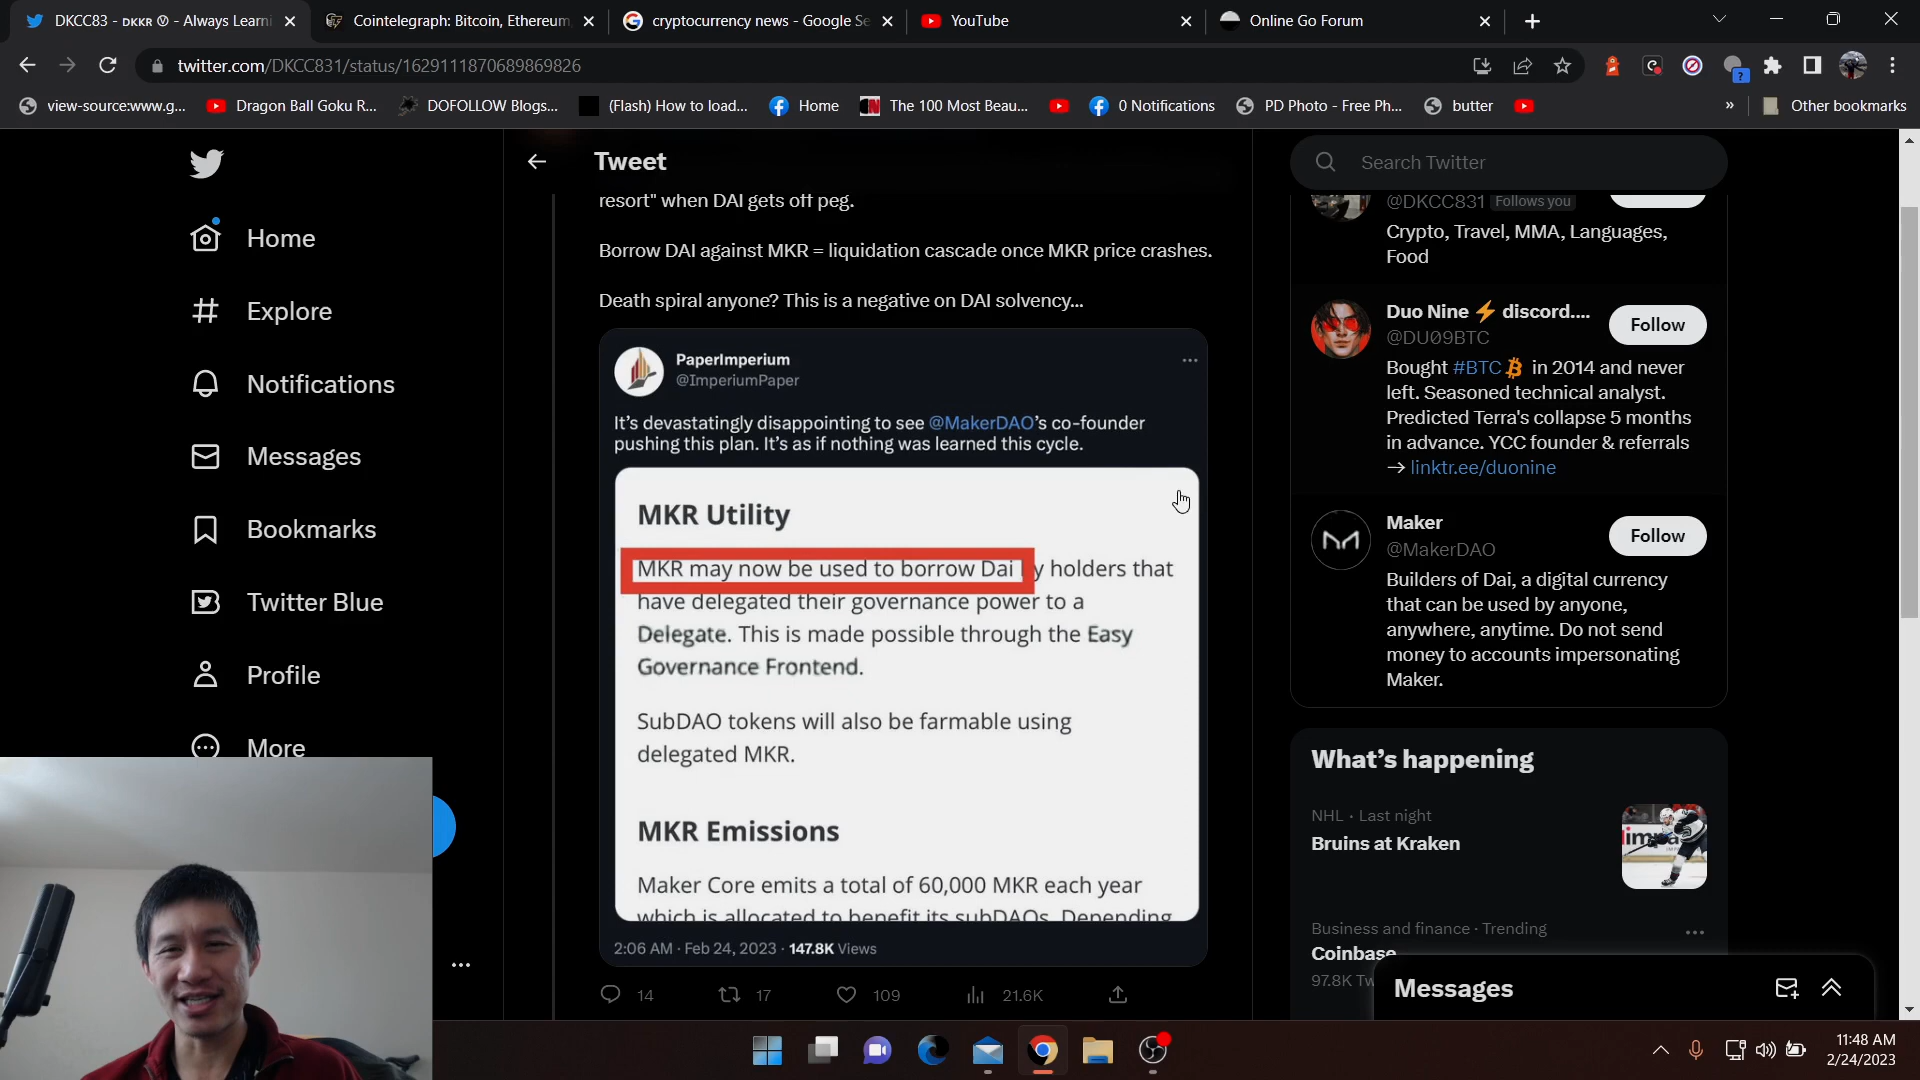 DKCC83 - ᴅᴋᴋʀ Ⓥ - Always Learni
Cointelegraph: Bitcoin, Ethereum
cryptocurrency news - Google Se
YouTube
Online Go Forum
twitter.com/DKCC831/status/1629111870689869826
view-source:www.g...
Dragon Ball Goku R...
DOFOLLOW Blogs...
(Flash) How to load...
Home
The 100 Most Beau...
0 Notifications
PD Photo - Free Ph...
butter
»
Other bookmarks
Home
Explore
Notifications
Messages
Bookmarks
Twitter Blue
Profile
More
Tweet
resort" when DAI gets off peg.
Borrow DAI against MKR = liquidation cascade once MKR price crashes.
Death spiral anyone? This is a negative on DAI solvency...
PaperImperium
@ImperiumPaper
It's devastatingly disappointing to see @MakerDAO's co-founder
pushing this plan. It's as if nothing was learned this cycle.
MKR Utility
MKR may now be used to borrow Dai by holders that
have delegated their governance power to a
Delegate. This is made possible through the Easy
Governance Frontend.
SubDAO tokens will also be farmable using
delegated MKR.
MKR Emissions
Maker Core emits a total of 60,000 MKR each year
which is allocated to benefit its subDAOs. Depending
2:06 AM · Feb 24, 2023 · 147.8K Views
14
17
109
21.6K
Search Twitter
@DKCC831 Follows you
Crypto, Travel, MMA, Languages,
Food
Duo Nine ⚡ discord....
@DU09BTC
Follow
Bought #BTC in 2014 and never
left. Seasoned technical analyst.
Predicted Terra's collapse 5 months
in advance. YCC founder & referrals
→ linktr.ee/duonine
Maker
@MakerDAO
Follow
Builders of Dai, a digital currency
that can be used by anyone,
anywhere, anytime. Do not send
money to accounts impersonating
Maker.
What's happening
NHL · Last night
Bruins at Kraken
Business and finance · Trending
Coinbase
97.8K Tw
Messages
11:48 AM
2/24/2023